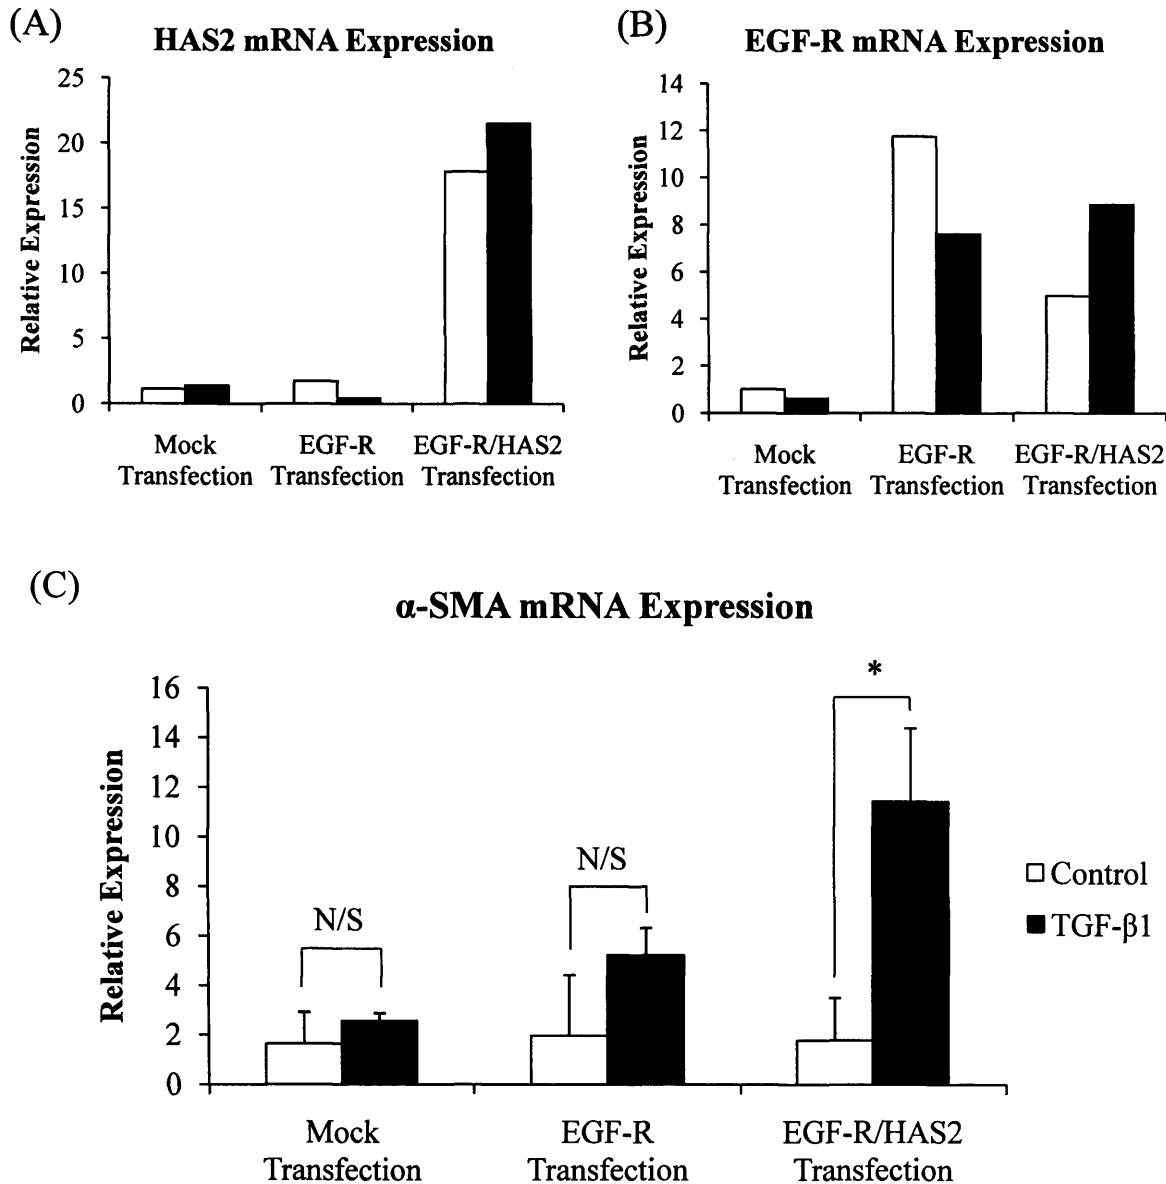 (A)
HAS2 mRNA Expression
Relative Expression
25
20
15
10
5
0
Mock
Transfection
EGF-R
Transfection
EGF-R/HAS2
Transfection
(B)
EGF-R mRNA Expression
Relative Expression
14
12
10
8
6
4
2
0
Mock
Transfection
EGF-R
Transfection
EGF-R/HAS2
Transfection
(C)
α-SMA mRNA Expression
Relative Expression
16
14
12
10
8
6
4
2
0
N/S
N/S
*
Mock
Transfection
EGF-R
Transfection
EGF-R/HAS2
Transfection
Control
TGF-β1